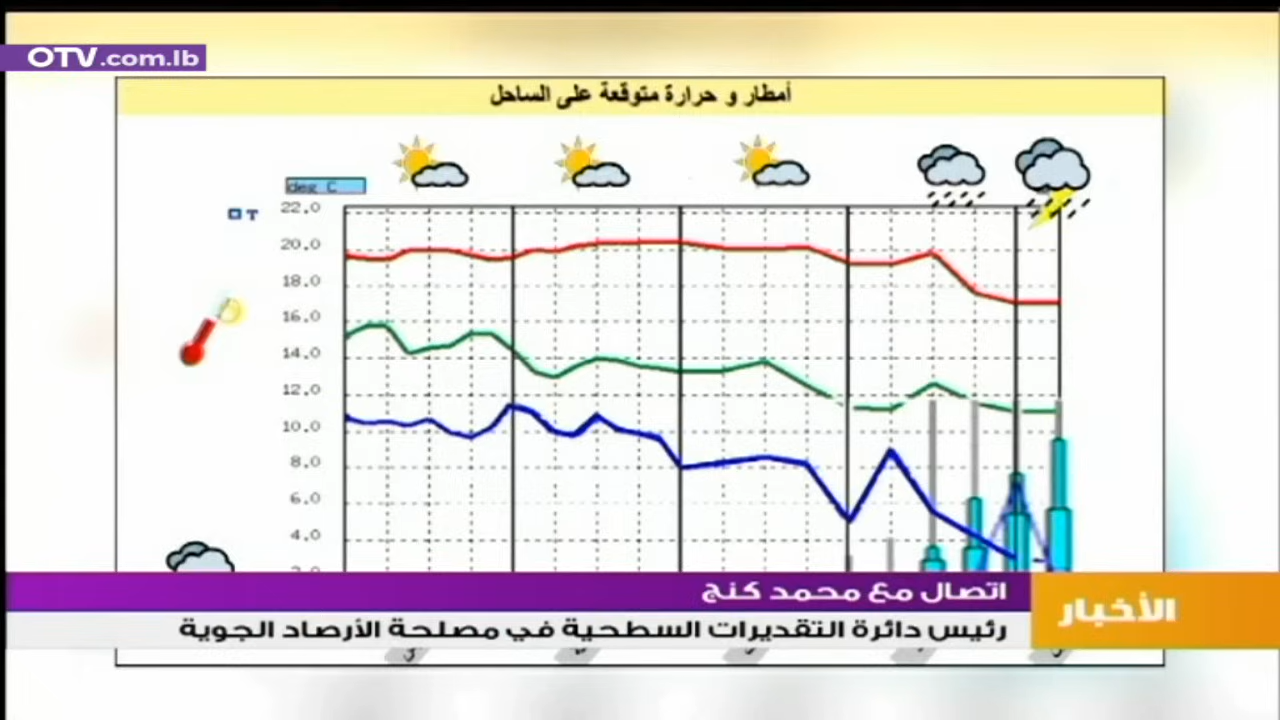 OTV.com.lb
أمطار و حرارة متوقعة على الساحل
deg C
T
22.0
20.0
18.0
16.0
14.0
12.0
10.0
8.0
6.0
4.0
اتصال مع محمد كنج
الأخبار
رئيس دائرة التقديرات السطحية في مصلحة الأرصاد الجوية